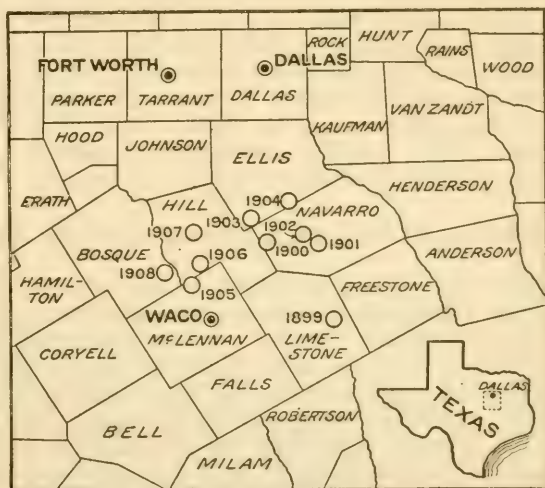 HUNT
ROCK
RAINS
WOOD
FORT WORTH
DALLAS
PARKER
TARRANT
DALLAS
VAN ZANDT
KAUFMAN
HOOD
JOHNSON
ELLIS
ERATH
HENDERSON
HILL
1904
NAVARRO
1903
1902
1907
1900
1901
BOSQUE
ANDERSON
1906
1908
HAMIL-
TON
1905
FREESTONE
WACO
McLENNAN
1899
LIME-
STONE
CORYELL
FALLS
DALLAS
TEXAS
BELL
ROBERTSON
MILAM